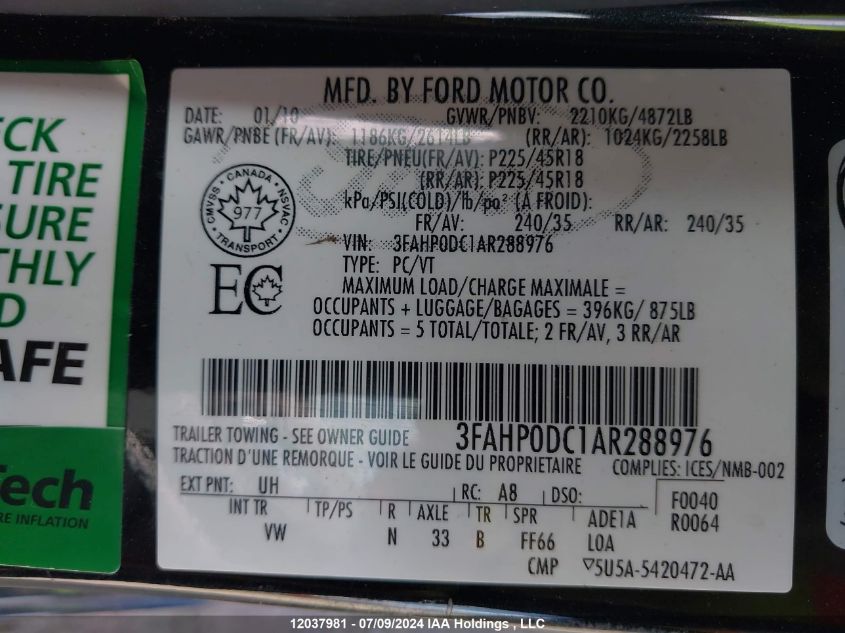 MFD. BY FORD MOTOR CO.
DATE: 01/10 GVWR/PNBV: 2210KG/4872LB
GAWR/PNBE (FR/AV): 1186KG/2614LB (RR/AR): 1024KG/2258LB
TIRE/PNEU(FR/AV): P225/45R18
(RR/AR): P225/45R18
kPa/PSI(COLD)/lb/po² (À FROID):
FR/AV: 240/35 RR/AR: 240/35
VIN: 3FAHP0DC1AR288976
TYPE: PC/VT
MAXIMUM LOAD/CHARGE MAXIMALE =
OCCUPANTS + LUGGAGE/BAGAGES = 396KG/ 875LB
OCCUPANTS = 5 TOTAL/TOTALE; 2 FR/AV, 3 RR/AR
CMVSS · CANADA · NSVAC
977
TRANSPORT
EC
3FAHP0DC1AR288976
TRAILER TOWING - SEE OWNER GUIDE
TRACTION D'UNE REMORQUE - VOIR LE GUIDE DU PROPRIETAIRE
COMPLIES: ICES/NMB-002
EXT PNT: UH RC: A8 DSO: F0040
INT TR TP/PS R AXLE TR SPR ADE1A R0064
VW N 33 B FF66 L0A
CMP ▽5U5A-5420472-AA
ECK
TIRE
SURE
THLY
D
AFE
Tech
RE INFLATION
12037981 - 07/09/2024 IAA Holdings , LLC